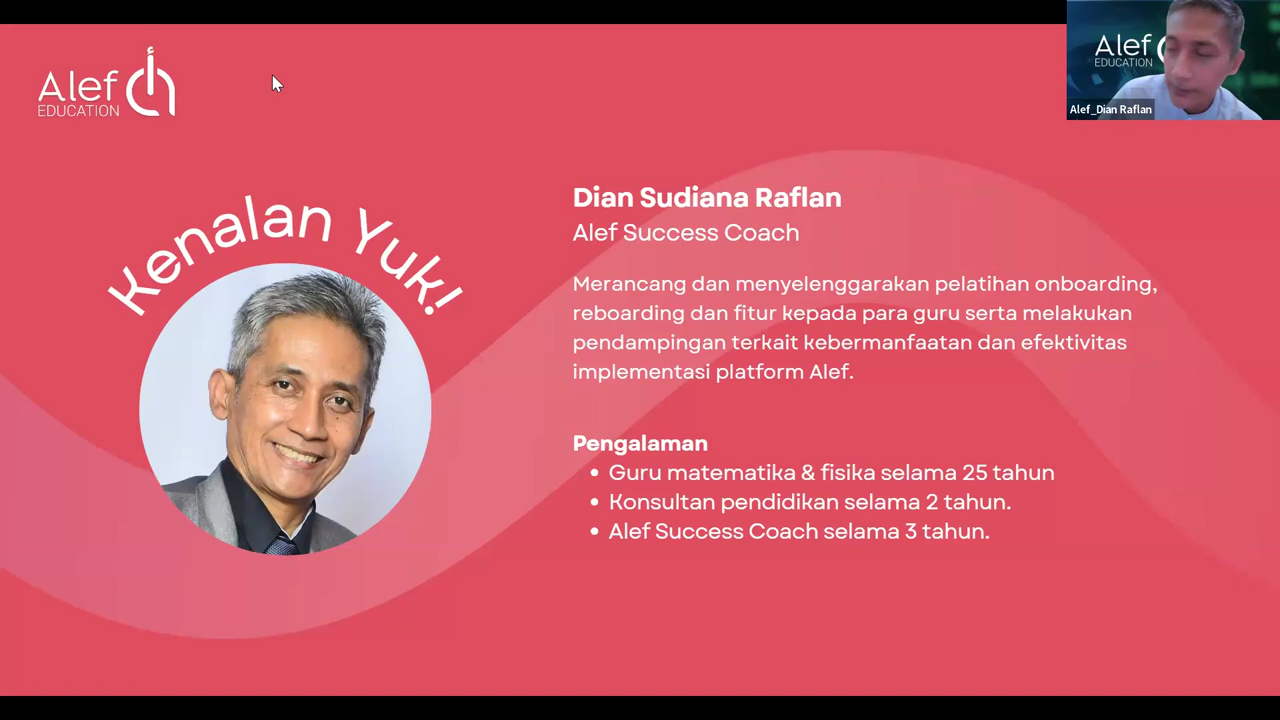 Alef
EDUCATION
Alef
EDUCATION
Alef_Dian Raflan
Kenalan Yuk!
Dian Sudiana Raflan
Alef Success Coach
Merancang dan menyelenggarakan pelatihan onboarding,
reboarding dan fitur kepada para guru serta melakukan
pendampingan terkait kebermanfaatan dan efektivitas
implementasi platform Alef.
Pengalaman
• Guru matematika & fisika selama 25 tahun
• Konsultan pendidikan selama 2 tahun.
• Alef Success Coach selama 3 tahun.